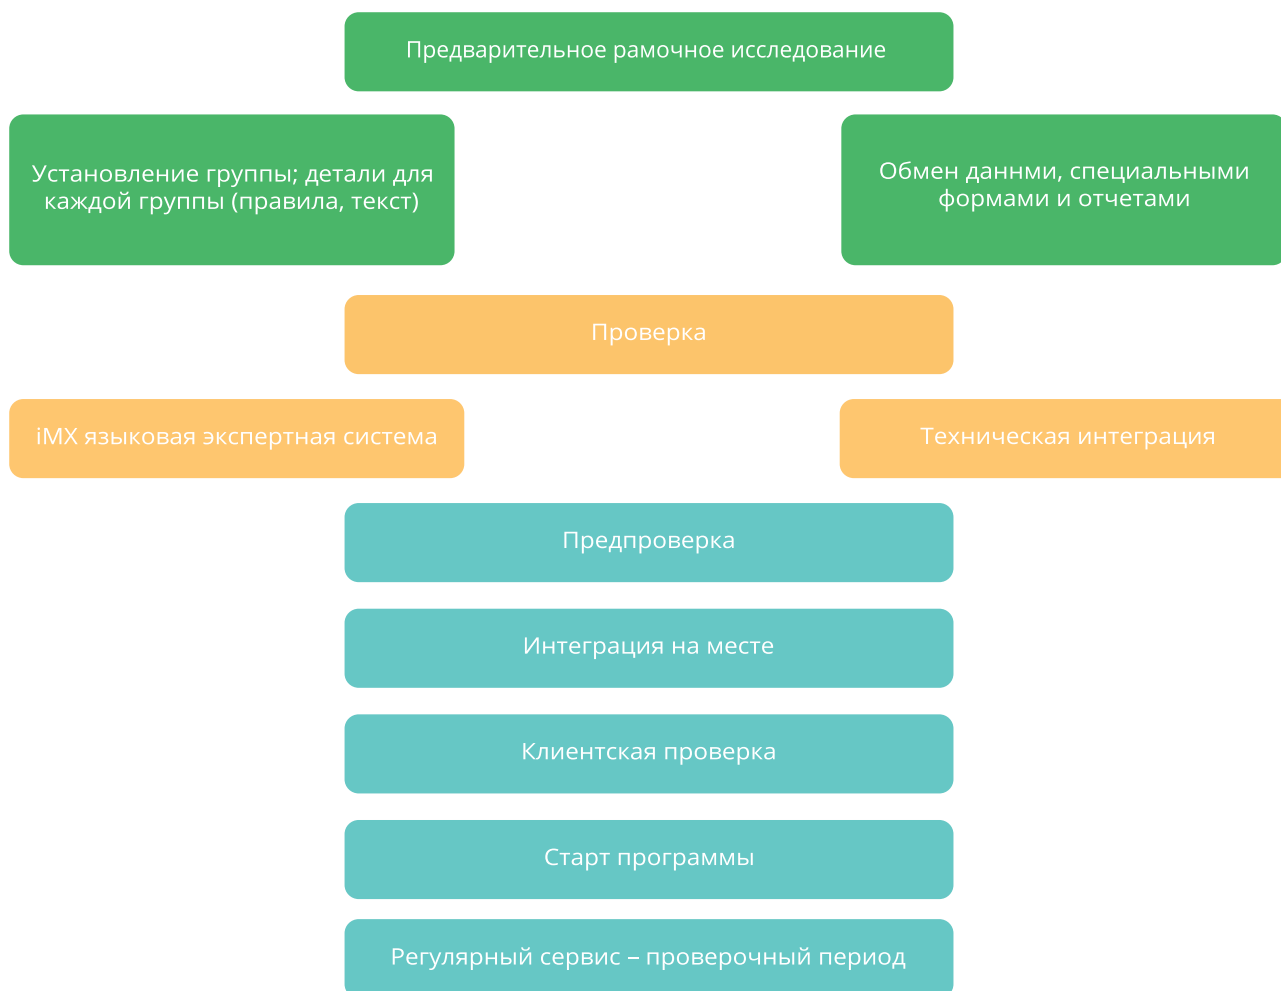 Предварительное рамочное исследование
Установление группы; детали для
каждой группы (правила, текст)
Обмен даннми, специальными
формами и отчетами
Проверка
iMX языковая экспертная система
Техническая интеграция
Предпроверка
Интеграция на месте
Клиентская проверка
Старт программы
Регулярный сервис – проверочный период